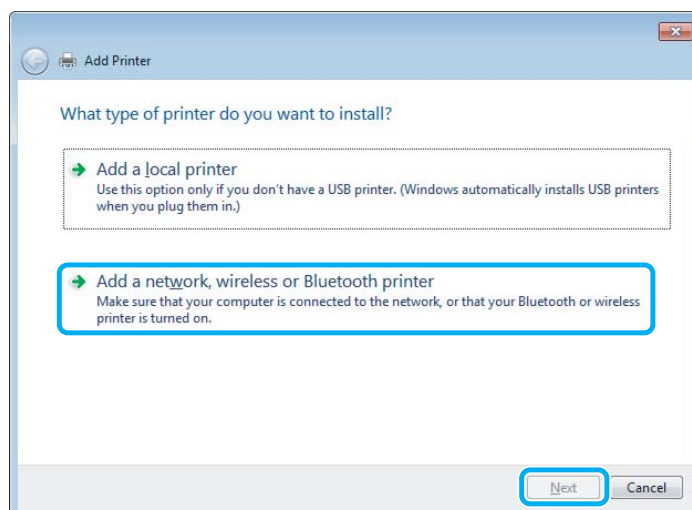 Add Printer
What type of printer do you want to install?
Add a local printer
Use this option only if you don't have a USB printer. (Windows automatically installs USB printers
when you plug them in.)
Add a network, wireless or Bluetooth printer
Make sure that your computer is connected to the network, or that your Bluetooth or wireless
printer is turned on.
Next Cancel